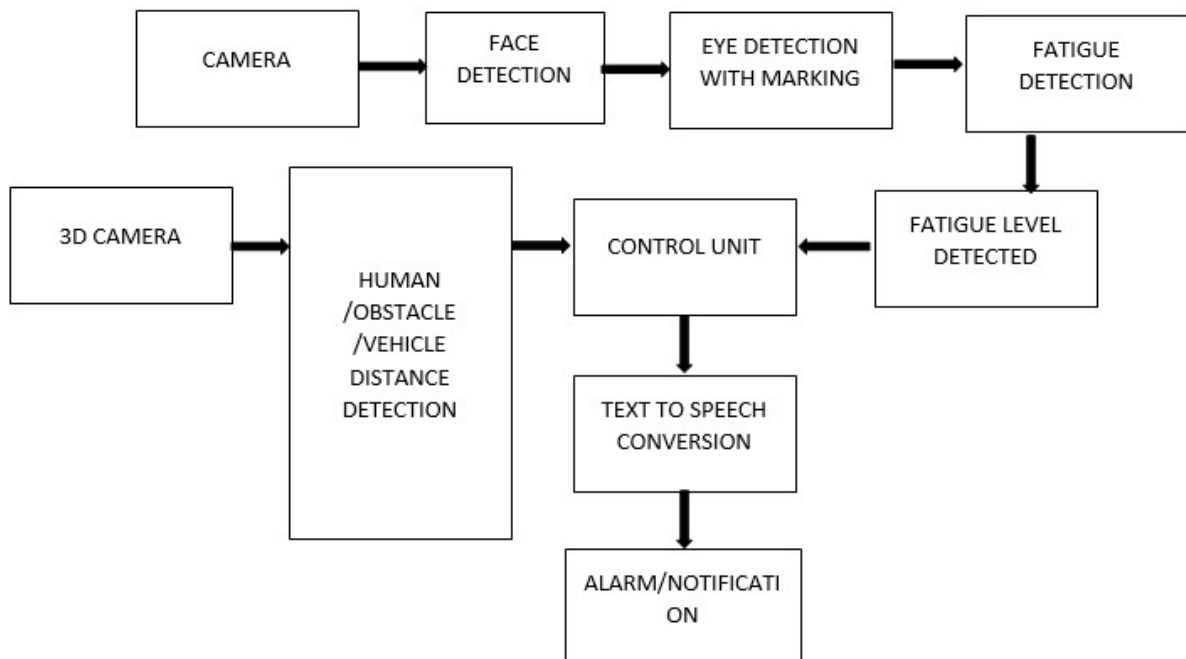 CAMERA
FACE
DETECTION
EYE DETECTION
WITH MARKING
FATIGUE
DETECTION
3D CAMERA
HUMAN
/OBSTACLE
/VEHICLE
DISTANCE
DETECTION
CONTROL UNIT
FATIGUE LEVEL
DETECTED
TEXT TO SPEECH
CONVERSION
ALARM/NOTIFICATI
ON